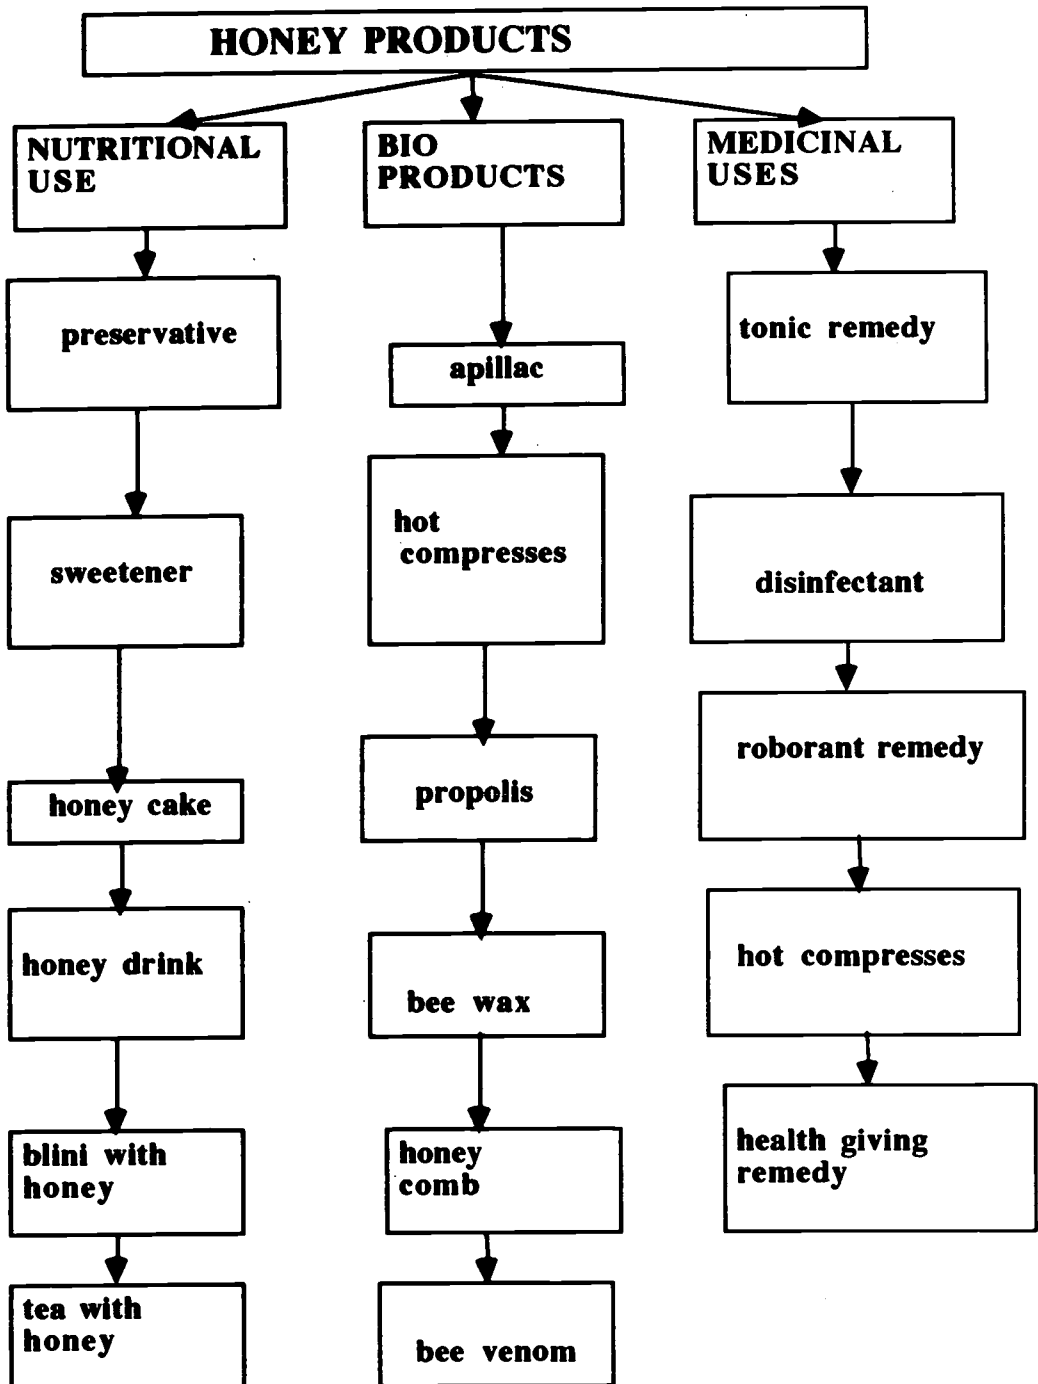 HONEY PRODUCTS
NUTRITIONAL
USE
preservative
sweetener
honey cake
honey drink
blini with
honey
tea with
honey
BIO
PRODUCTS
apillac
hot
compresses
propolis
bee wax
honey
comb
bee venom
MEDICINAL
USES
tonic remedy
disinfectant
roborant remedy
hot compresses
health giving
remedy